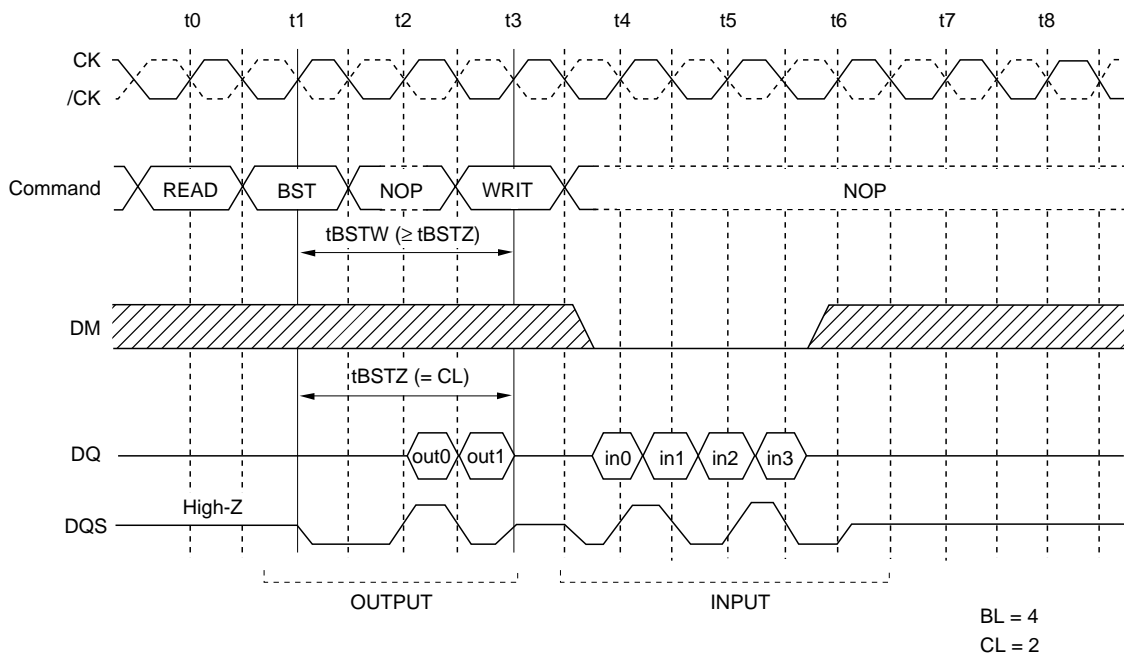 t0 t1 t2 t3 t4 t5 t6 t7 t8
CK
/CK
Command READ BST NOP WRIT NOP
tBSTW (≥ tBSTZ)
DM
tBSTZ (= CL)
DQ out0 out1 in0 in1 in2 in3
High-Z
DQS
OUTPUT INPUT
BL = 4
CL = 2